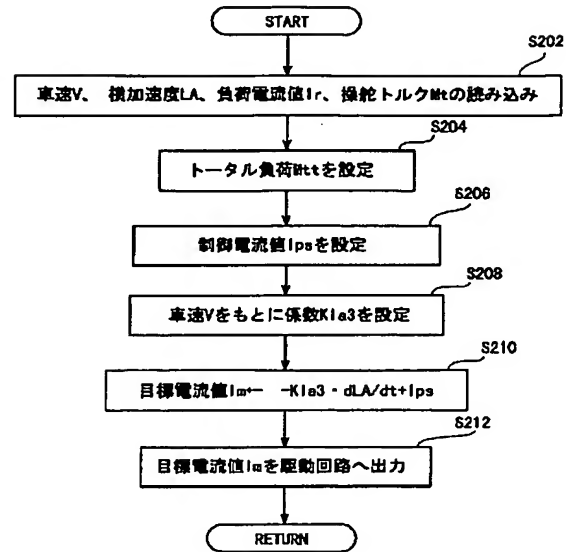 START
S202
車速V、 横加速度LA、負荷電流値Ir、操舵トルクMtの読み込み
S204
トータル負荷Mttを設定
S206
制御電流値Ipsを設定
S208
車速Vをもとに係数Kla3を設定
S210
目標電流値Im← -Kla3・dLA/dt+Ips
S212
目標電流値Imを駆動回路へ出力
RETURN